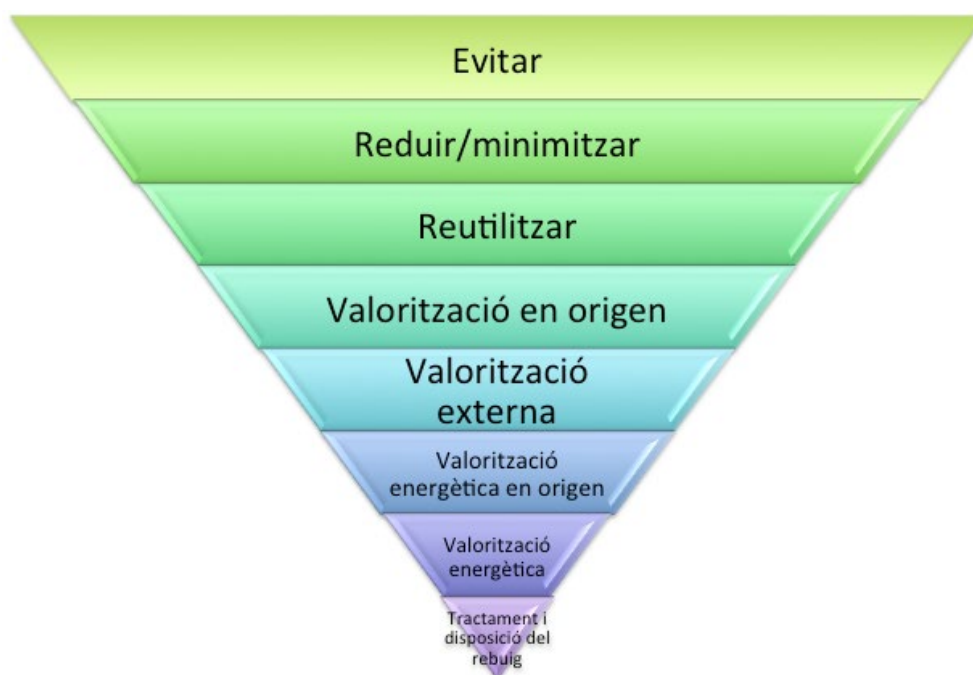 Evitar
Reduir/minimitzar
Reutilitzar
Valorització en origen
Valorització
externa
Valorització
energètica en origen
Valorització
energètica
Tractament i
disposició del
rebuig